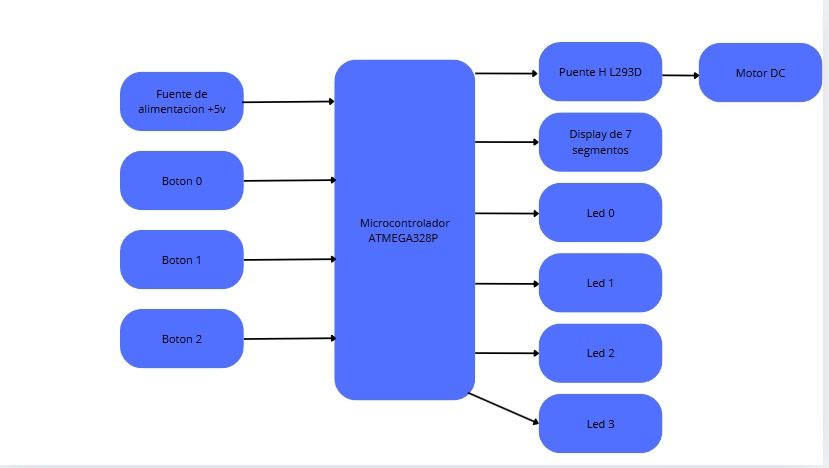 Fuente de
alimentacion +5v
Boton 0
Boton 1
Boton 2
Microcontrolador
ATMEGA328P
Puente H L293D
Motor DC
Display de 7
segmentos
Led 0
Led 1
Led 2
Led 3